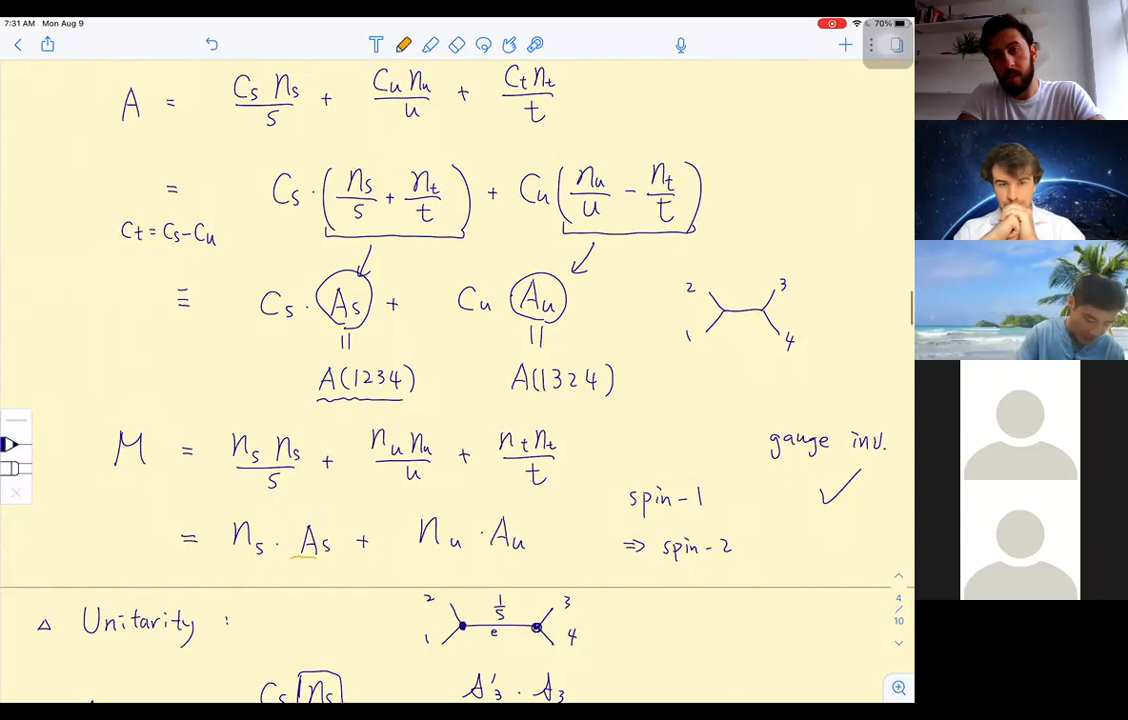 7:31 AM Mon Aug 9
70%
A = Cs ns / s + Cu nu / u + Ct nt / t
= Cs · ( ns / s + nt / t ) + Cu ( nu / u − nt / t )
Ct = Cs − Cu
≡ Cs · As + Cu Au
2 3
1 4
= =
A(1234) A(1324)
M = ns ns / s + nu nu / u + nt nt / t
gauge inv. ✓
spin-1
= ns · As + nu · Au
⇒ spin-2
4
/
10
△ Unitarity :
2 1/s 3
1 e 4
Cs ns A'3 · A3